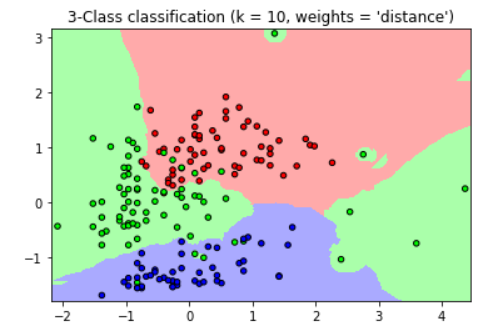 3-Class classification (k = 10, weights = 'distance')
3
2
1
0
−1
−2 −1 0 1 2 3 4